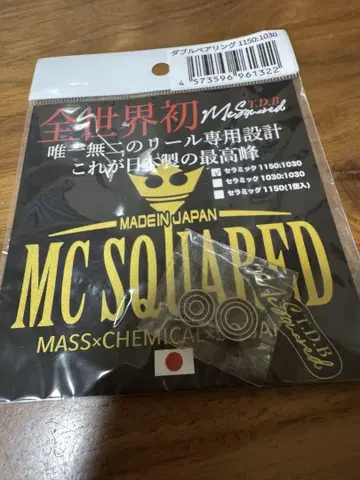 ダブルベアリング 1150:1030
4 573596 961322
全世界初
T.D.B
McSquared
唯一無二のリール専用設計
これが日本製の最高峰
セラミック 1150:1030
セラミック 1030:1030
セラミック 1150(1個入)
MADE IN JAPAN
MC SQUARED
MASS×CHEMICAL×
T.D.B
McSquared